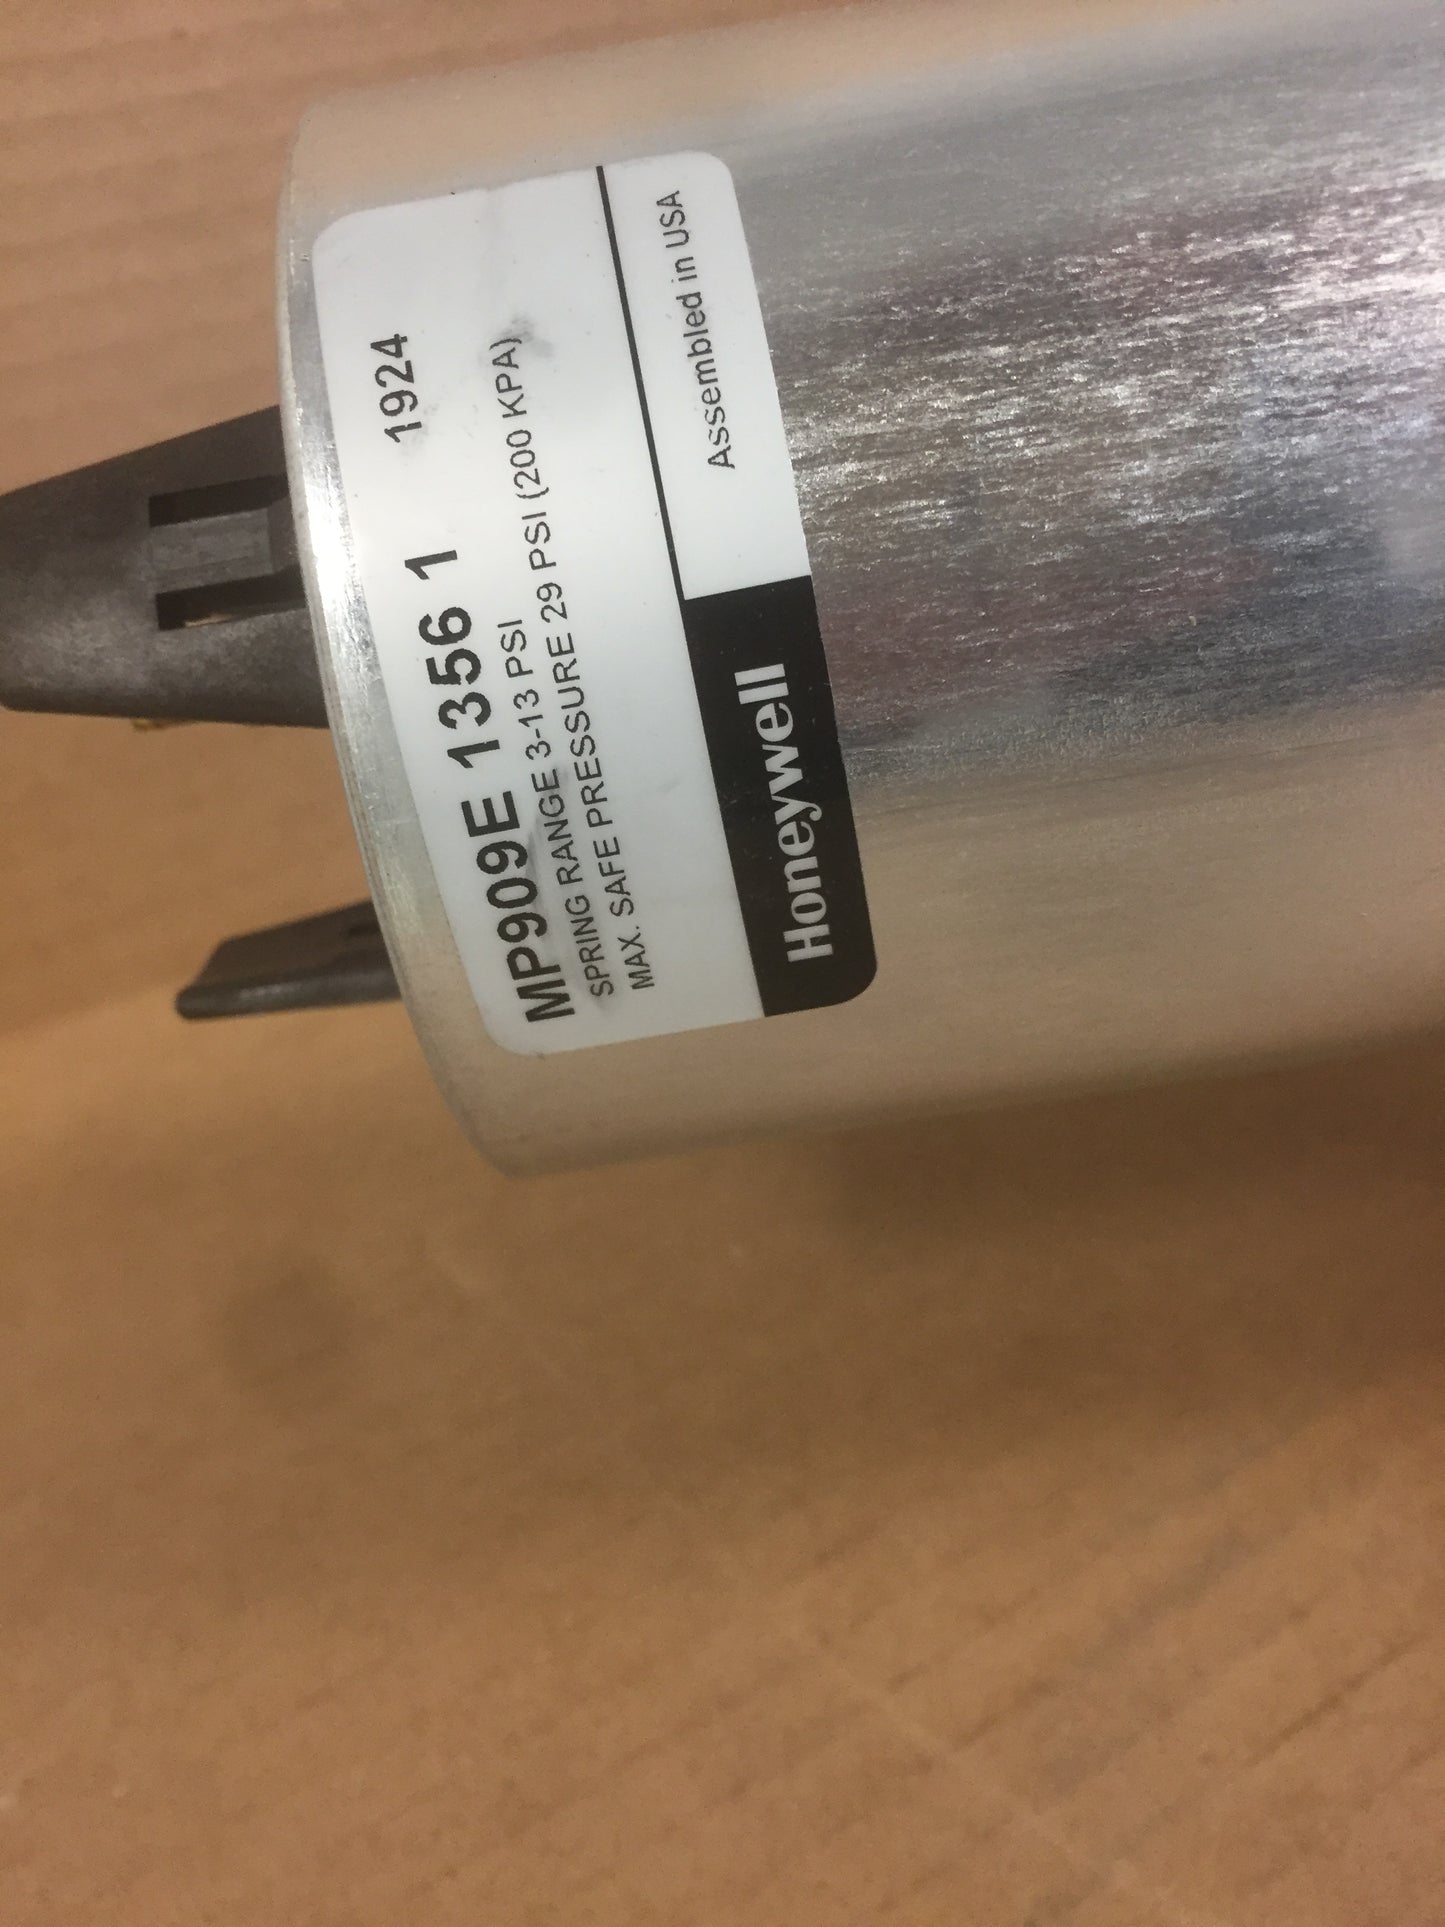 MP909E 1356 1 1924
SPRING RANGE 3-13 PSI
MAX. SAFE PRESSURE 29 PSI (200 KPA)
Honeywell Assembled in USA